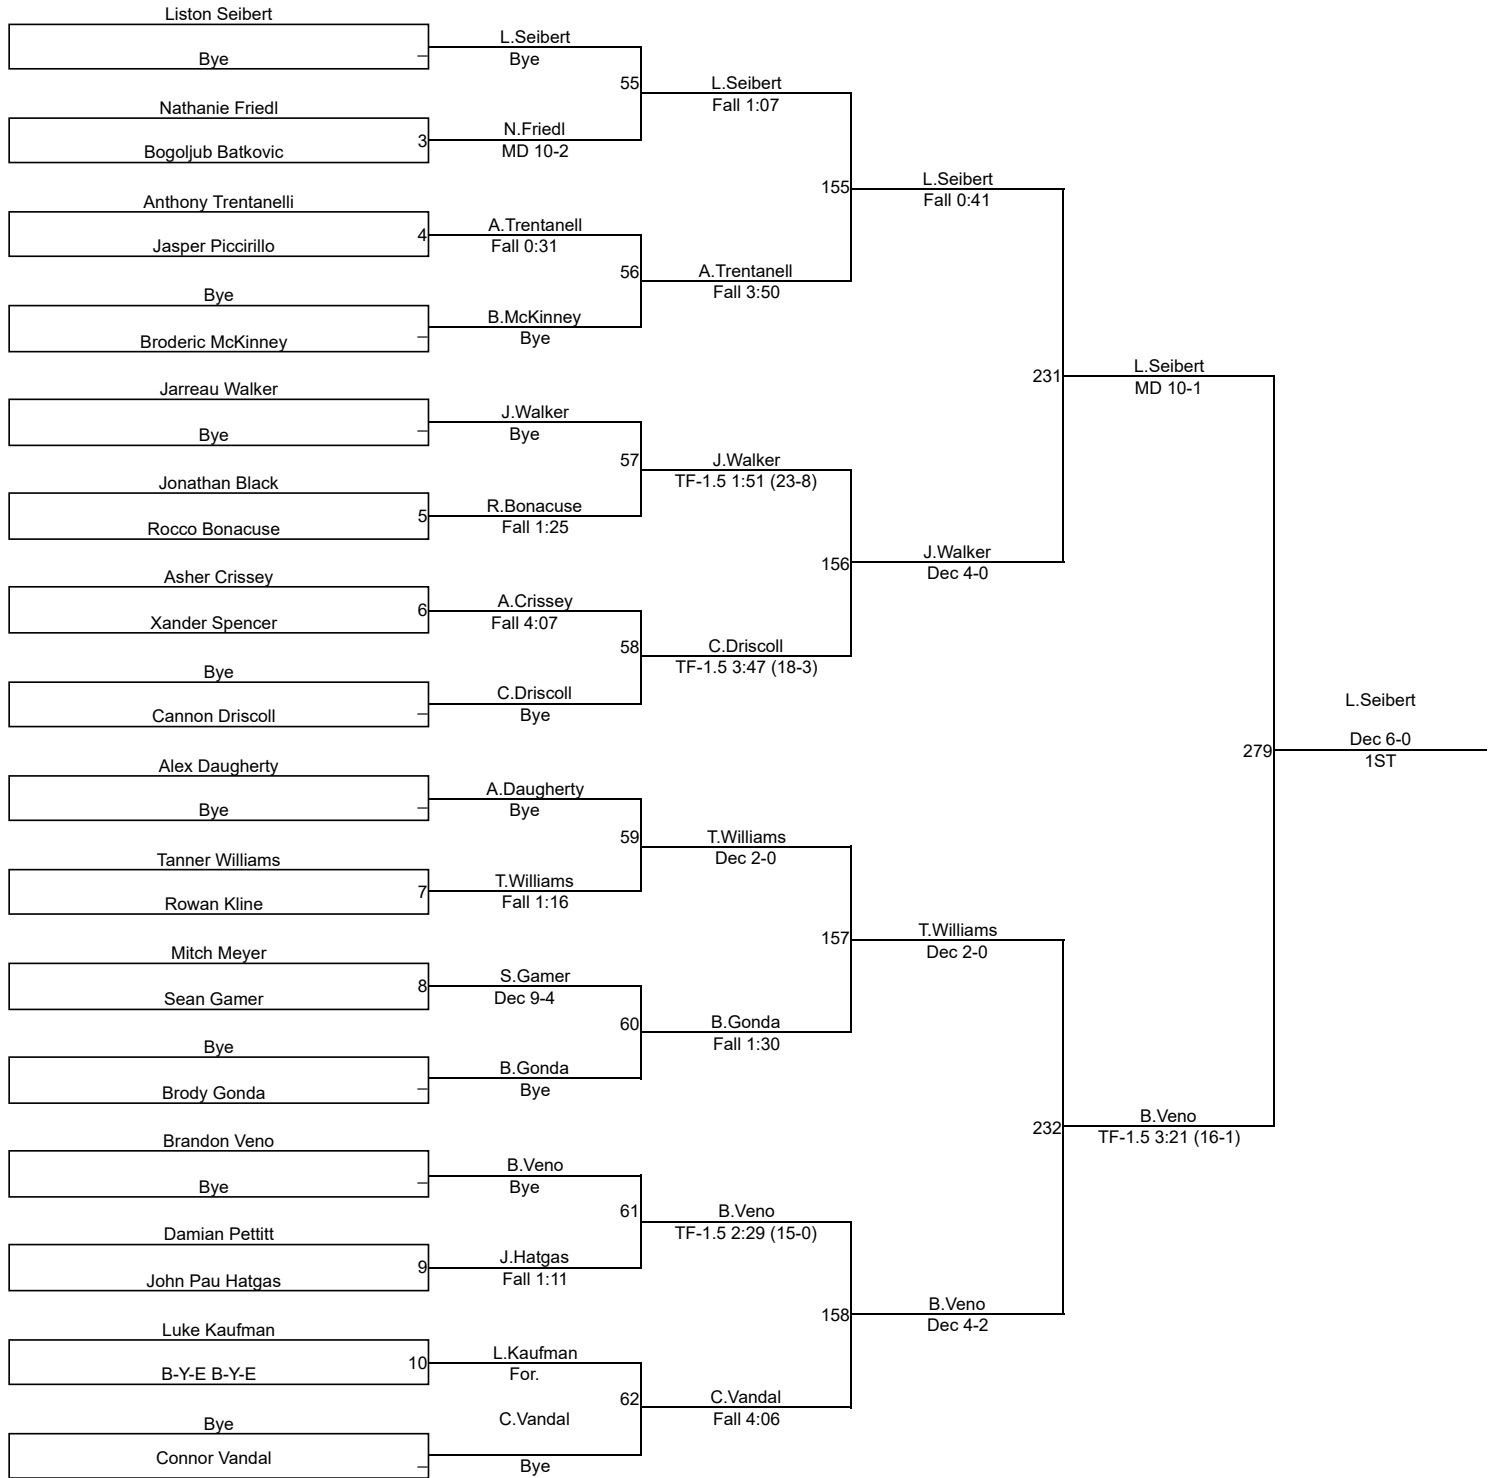 Liston Seibert
Bye
Nathanie Friedl
Bogoljub Batkovic
3
Anthony Trentanelli
Jasper Piccirillo
4
Bye
Broderic McKinney
Jarreau Walker
Bye
Jonathan Black
Rocco Bonacuse
5
Asher Crissey
Xander Spencer
6
Bye
Cannon Driscoll
Alex Daugherty
Bye
Tanner Williams
Rowan Kline
7
Mitch Meyer
Sean Gamer
8
Bye
Brody Gonda
Brandon Veno
Bye
Damian Pettitt
John Pau Hatgas
9
Luke Kaufman
B-Y-E B-Y-E
10
Bye
Connor Vandal
L.Seibert
Bye
55
N.Friedl
MD 10-2
A.Trentanell
Fall 0:31
56
B.McKinney
Bye
J.Walker
Bye
57
R.Bonacuse
Fall 1:25
A.Crissey
Fall 4:07
58
C.Driscoll
Bye
A.Daugherty
Bye
59
T.Williams
Fall 1:16
S.Gamer
Dec 9-4
60
B.Gonda
Bye
B.Veno
Bye
61
J.Hatgas
Fall 1:11
L.Kaufman
For.
62
C.Vandal
Bye
L.Seibert
Fall 1:07
155
A.Trentanell
Fall 3:50
J.Walker
TF-1.5 1:51 (23-8)
156
C.Driscoll
TF-1.5 3:47 (18-3)
T.Williams
Dec 2-0
157
B.Gonda
Fall 1:30
B.Veno
TF-1.5 2:29 (15-0)
158
C.Vandal
Fall 4:06
L.Seibert
Fall 0:41
231
J.Walker
Dec 4-0
T.Williams
Dec 2-0
232
B.Veno
Dec 4-2
L.Seibert
MD 10-1
279
B.Veno
TF-1.5 3:21 (16-1)
L.Seibert
Dec 6-0
1ST